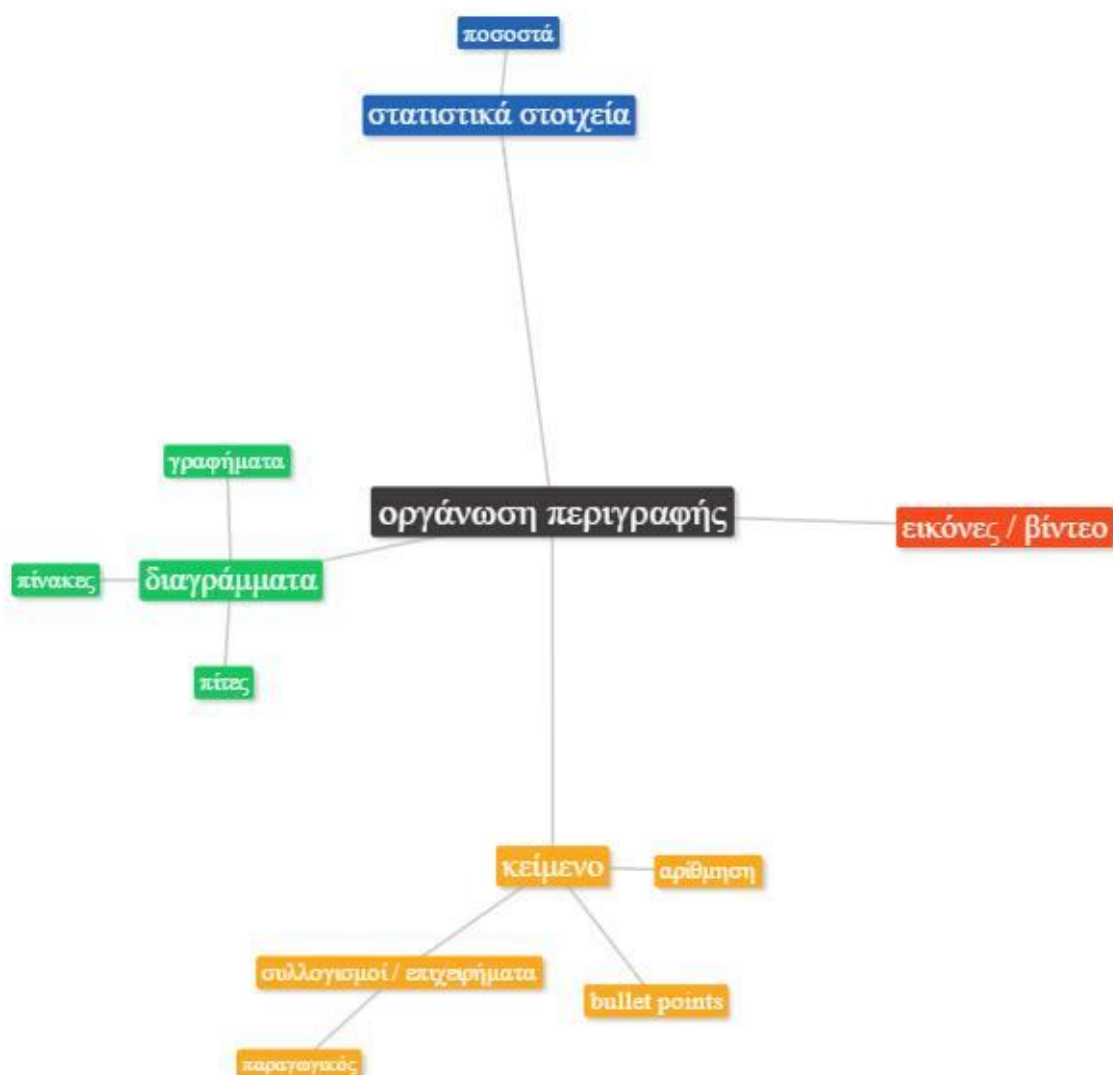 ποσοστά
στατιστικά στοιχεία
γραφήματα
οργάνωση περιγραφής
εικόνες / βίντεο
πίνακες
διαγράμματα
πίτες
κείμενο
αρίθμηση
συλλογισμοί / επιχειρήματα
bullet points
παραγωγικός